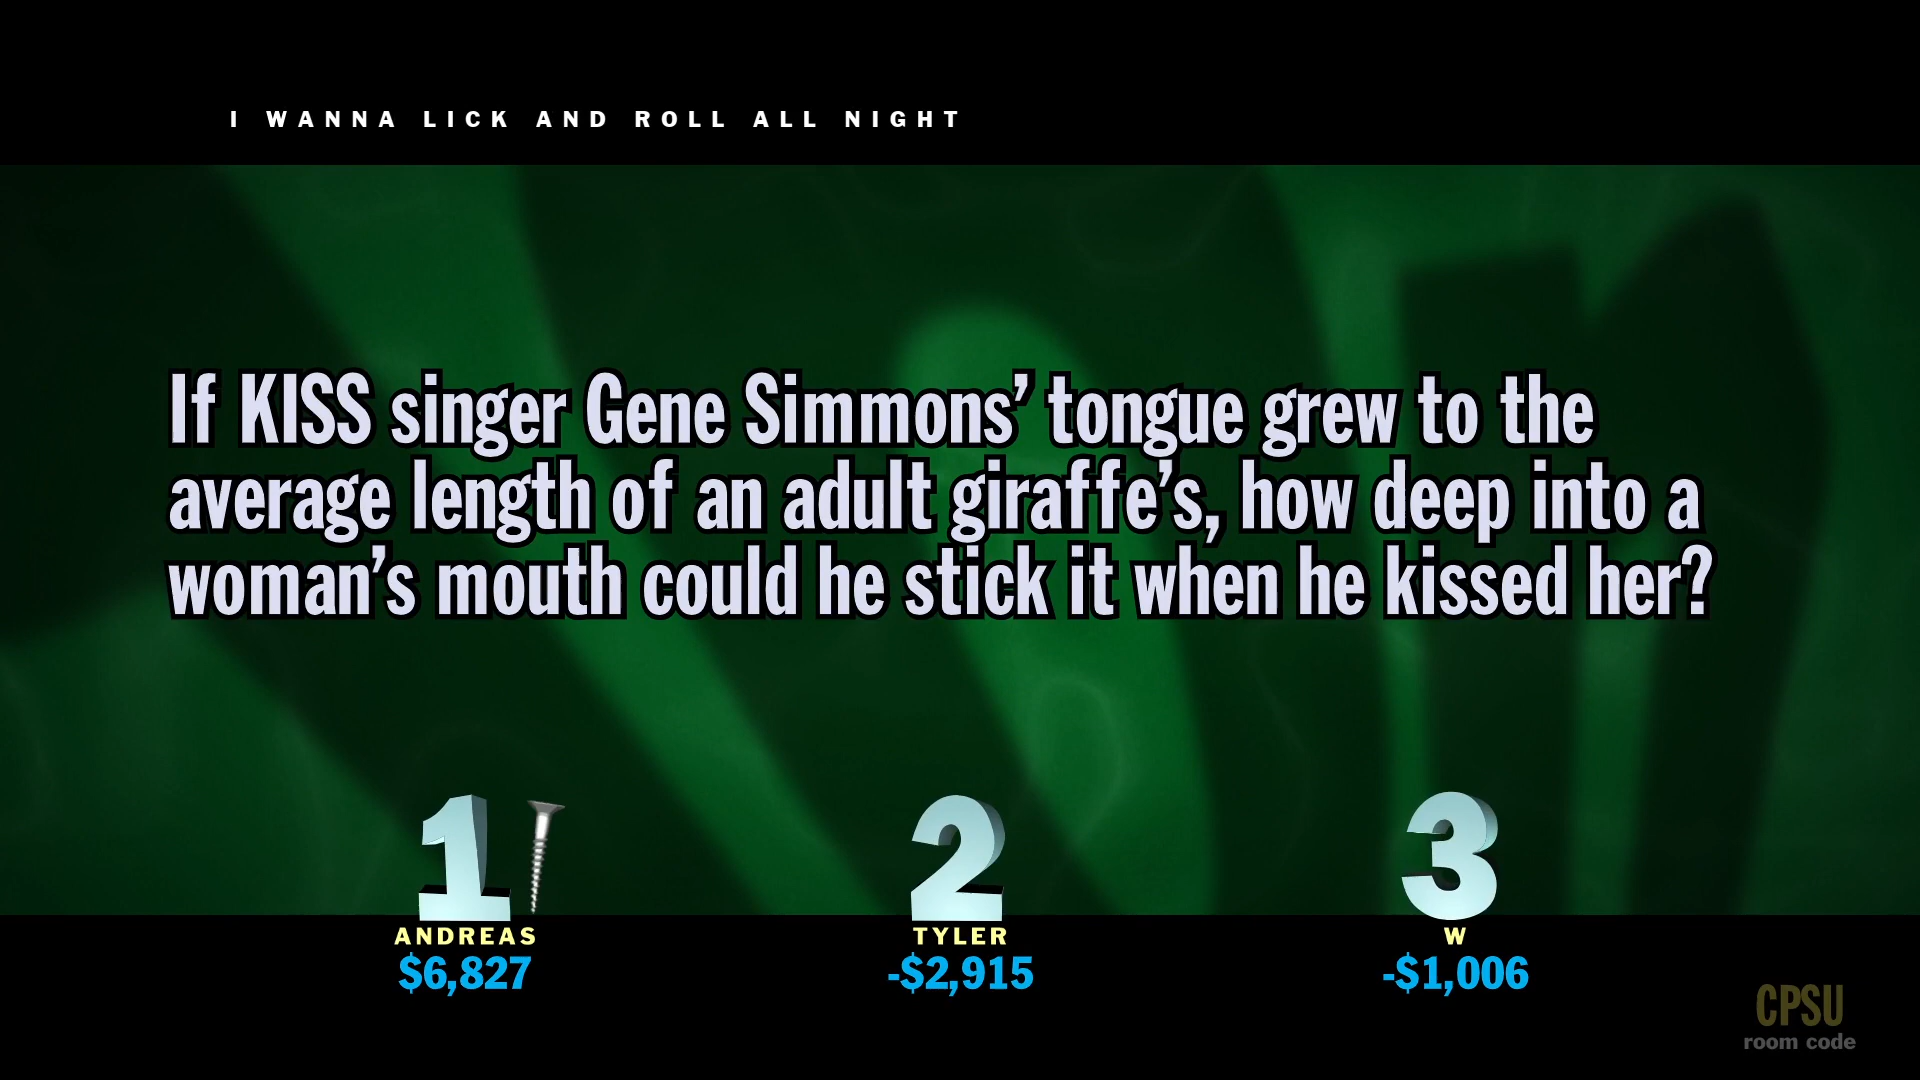 I WANNA LICK AND ROLL ALL NIGHT
If KISS singer Gene Simmons’ tongue grew to the
average length of an adult giraffe’s, how deep into a
woman’s mouth could he stick it when he kissed her?
1 2 3
ANDREAS TYLER W
$6,827 -$2,915 -$1,006
CPSU
room code